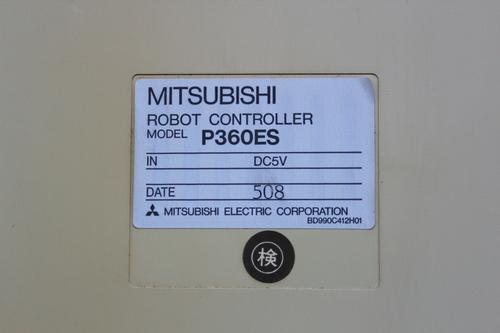 MITSUBISHI
ROBOT CONTROLLER
MODEL P360ES
IN DC5V
DATE 508
MITSUBISHI ELECTRIC CORPORATION
BD990C412H01
検